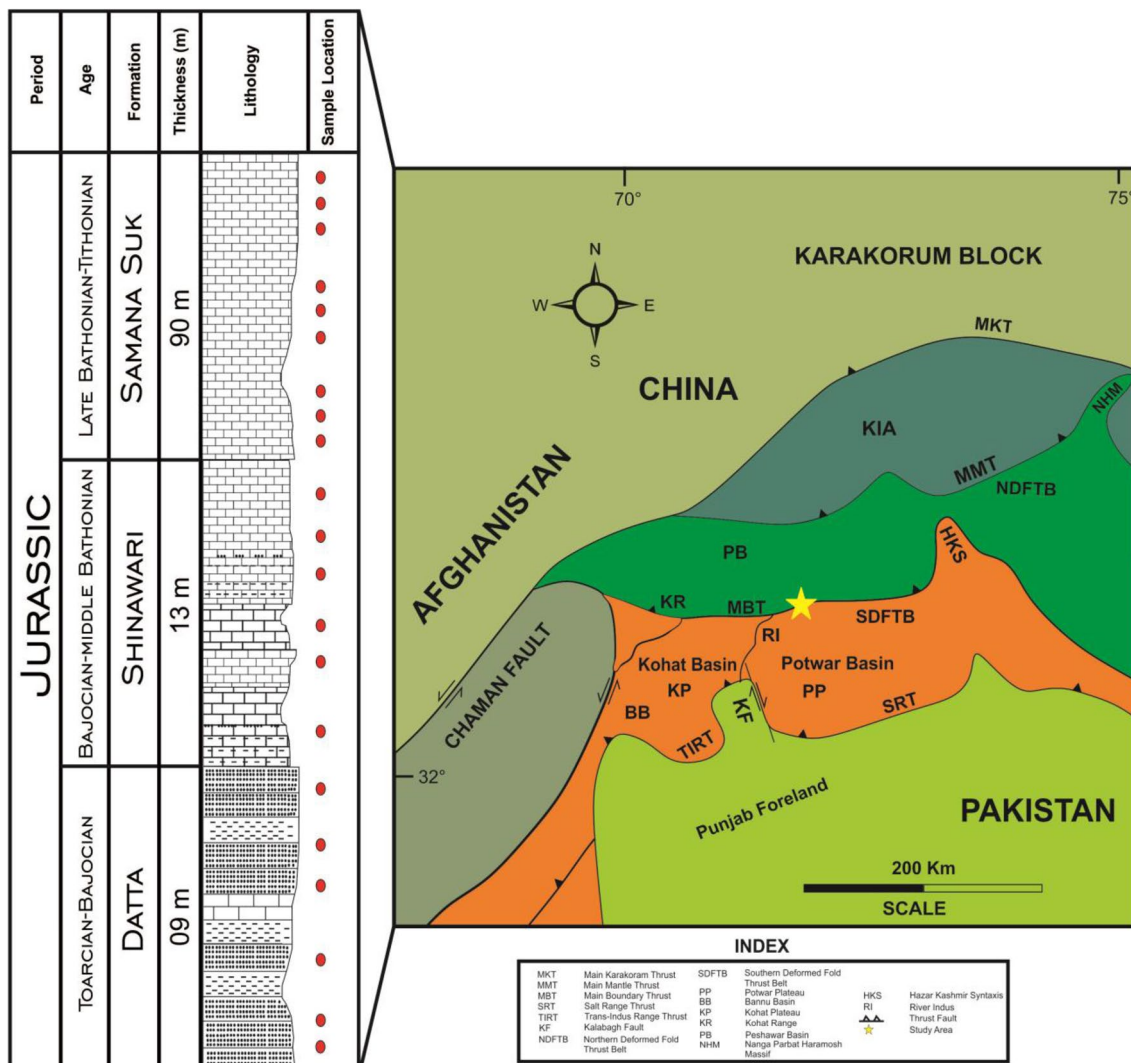 Period
Age
Formation
Thickness (m)
Lithology
Sample Location
JURASSIC
LATE BATHONIAN-TITHONIAN
SAMANA SUK
90 m
BAJOCIAN-MIDDLE BATHONIAN
SHINAWARI
13 m
TOARCIAN-BAJOCIAN
DATTA
09 m
70°
75°
N
W
E
S
KARAKORUM BLOCK
MKT
CHINA
NHM
KIA
AFGHANISTAN
MMT
NDFTB
PB
HKS
KR
MBT
SDFTB
RI
CHAMAN FAULT
Kohat Basin
Potwar Basin
KP
PP
BB
KF
SRT
TIRT
32°
Punjab Foreland
PAKISTAN
200 Km
SCALE
INDEX
MKT Main Karakoram Thrust
MMT Main Mantle Thrust
MBT Main Boundary Thrust
SRT Salt Range Thrust
TIRT Trans-Indus Range Thrust
KF Kalabagh Fault
NDFTB Northern Deformed Fold
Thrust Belt
SDFTB Southern Deformed Fold
Thrust Belt
PP Potwar Plateau
BB Bannu Basin
KP Kohat Plateau
KR Kohat Range
PB Peshawar Basin
NHM Nanga Parbat Haramosh
Massif
HKS Hazar Kashmir Syntaxis
RI River Indus
Thrust Fault
Study Area